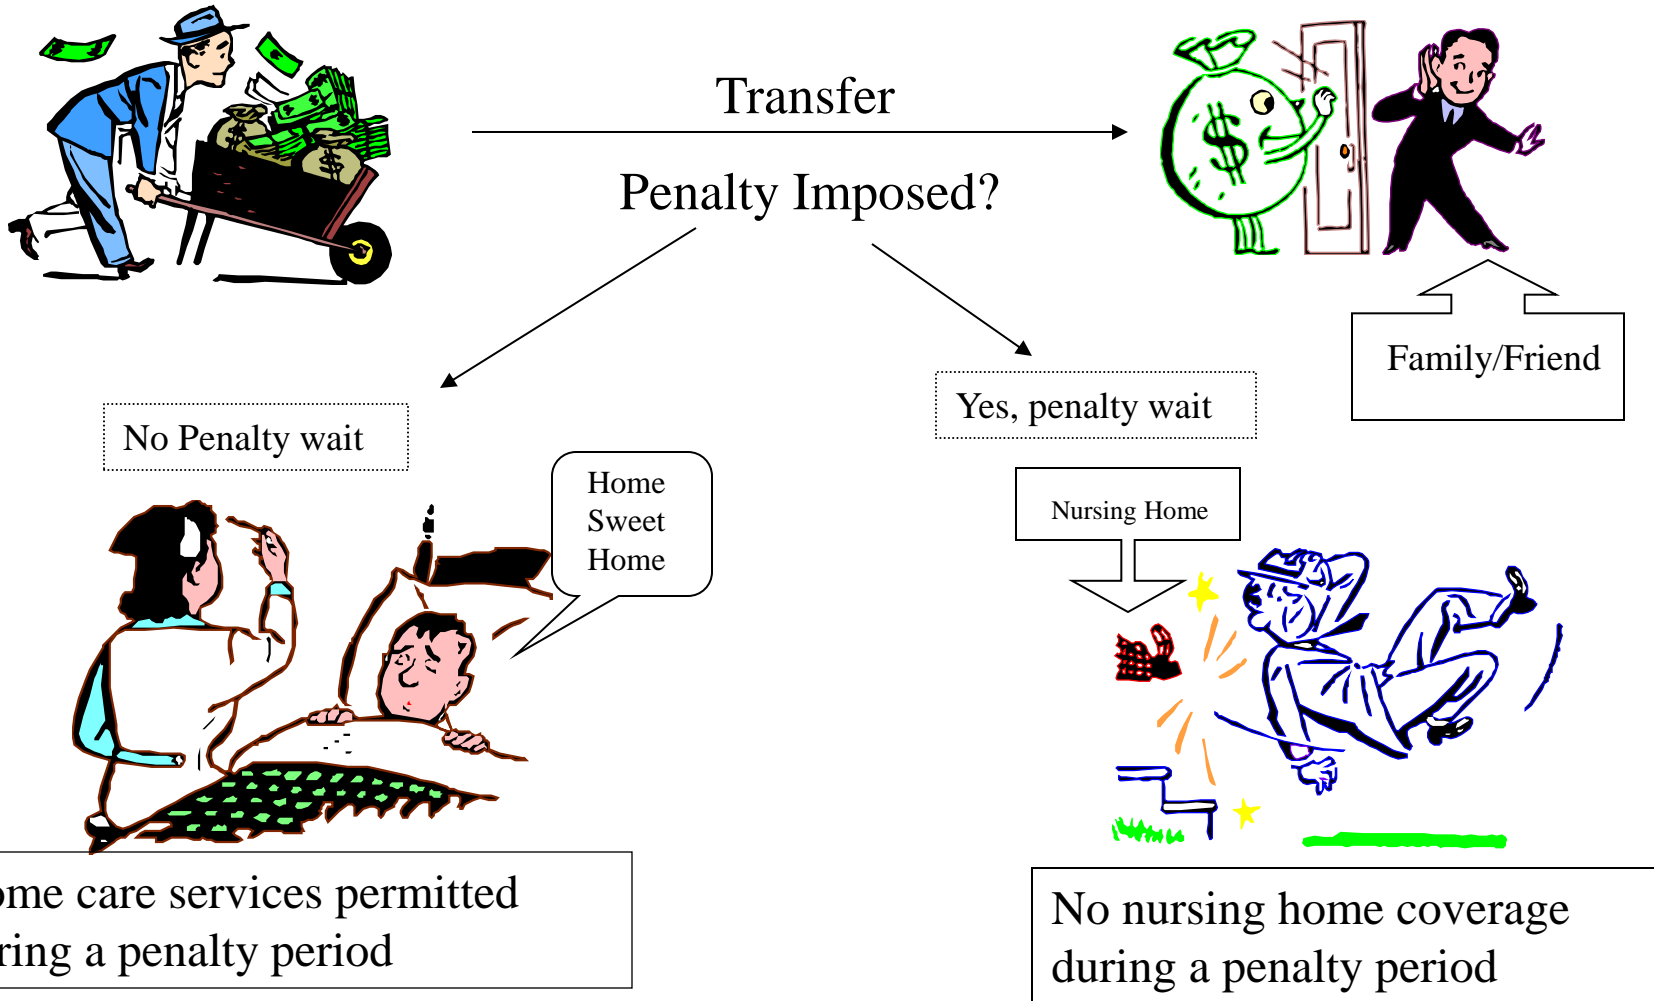 Transfer
Penalty Imposed?
Family/Friend
Yes, penalty wait
No Penalty wait
Home
Sweet
Home
Nursing Home
ome care services permitted
ring a penalty period
No nursing home coverage
during a penalty period